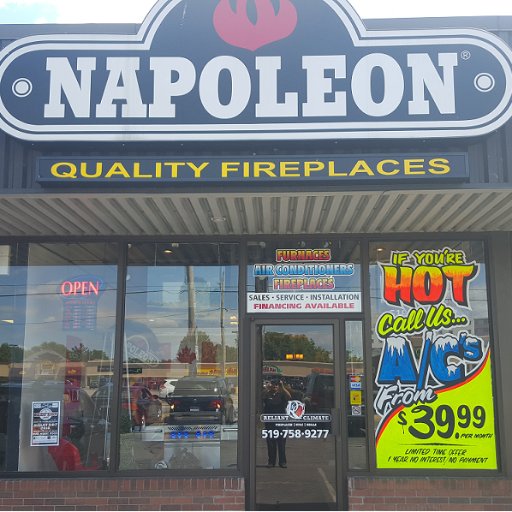 NAPOLEON®
QUALITY FIREPLACES
OPEN
FURNACES
AIR CONDITIONERS
FIREPLACES
SALES · SERVICE · INSTALLATION
FINANCING AVAILABLE
RELIANT CLIMATE
519·758·9277
IF YOU'RE
HOT
Call Us...
A/C's
From
$39.99
PER MONTH
LIMITED TIME OFFER
1 YEAR NO INTEREST/NO PAYMENT